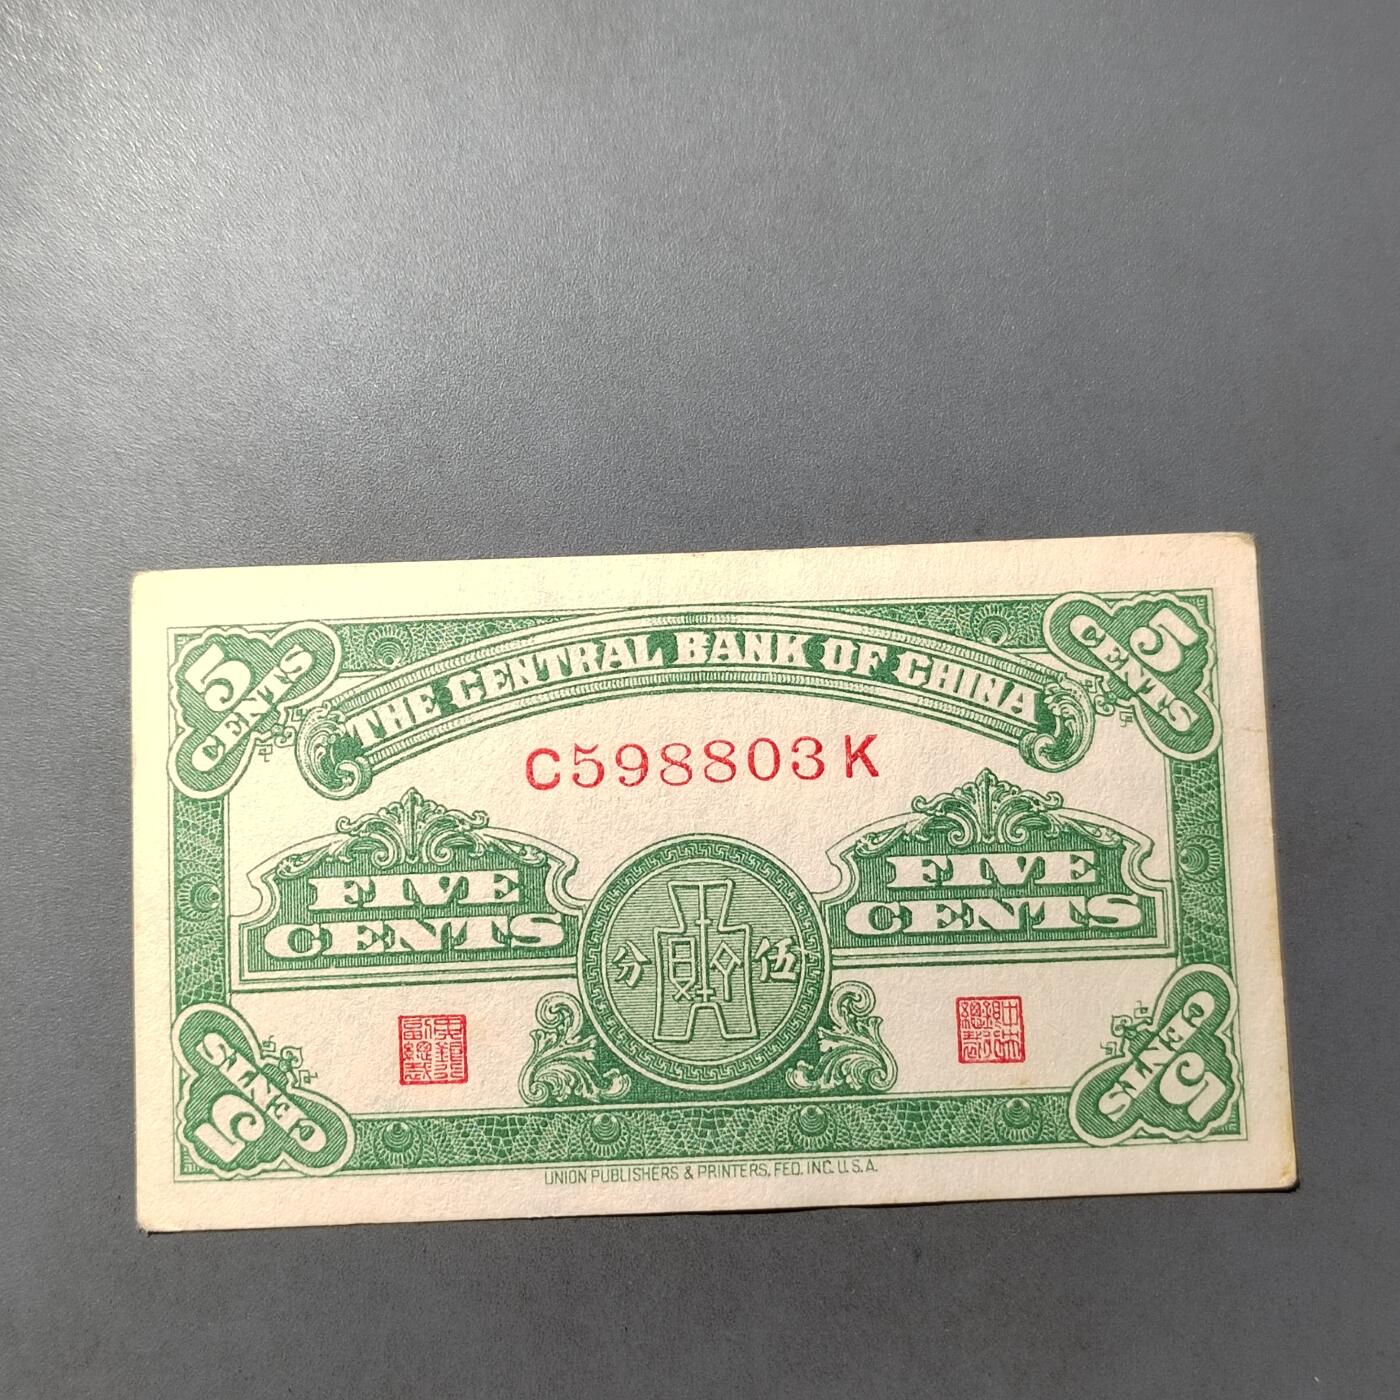 5 CENTS
THE CENTRAL BANK OF CHINA
5 CENTS
C598803K
FIVE CENTS
FIVE CENTS
分 伍
5 CENTS
5 CENTS
UNION PUBLISHERS & PRINTERS, FED. INC. U.S.A.